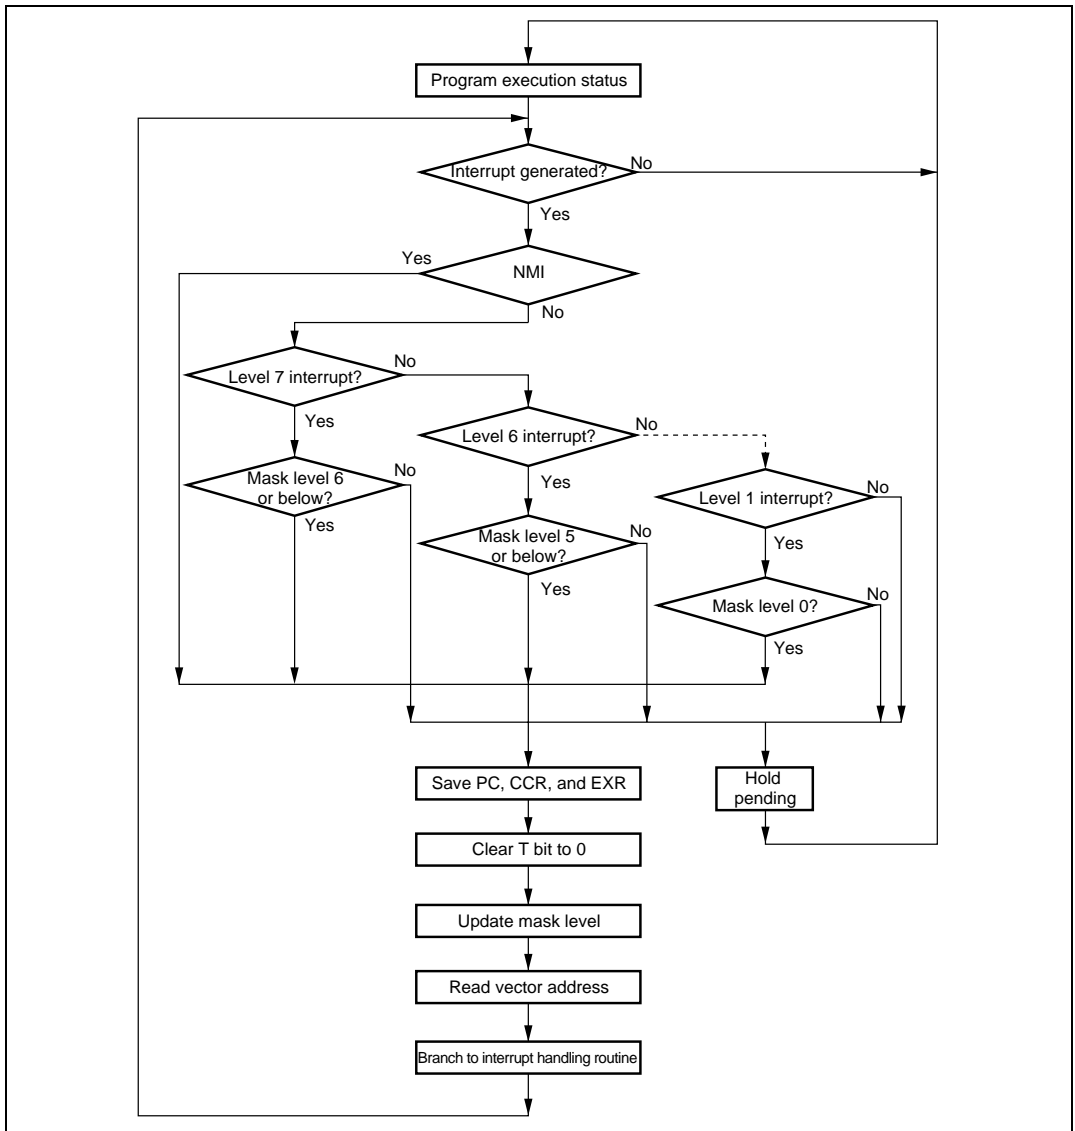 Program execution status
Interrupt generated?
No
Yes
Yes
NMI
No
Level 7 interrupt?
No
Yes
Level 6 interrupt?
No
Mask level 6
or below?
No
Yes
Yes
Level 1 interrupt?
No
Mask level 5
or below?
No
Yes
Yes
Mask level 0?
No
Yes
Save PC, CCR, and EXR
Hold
pending
Clear T bit to 0
Update mask level
Read vector address
Branch to interrupt handling routine